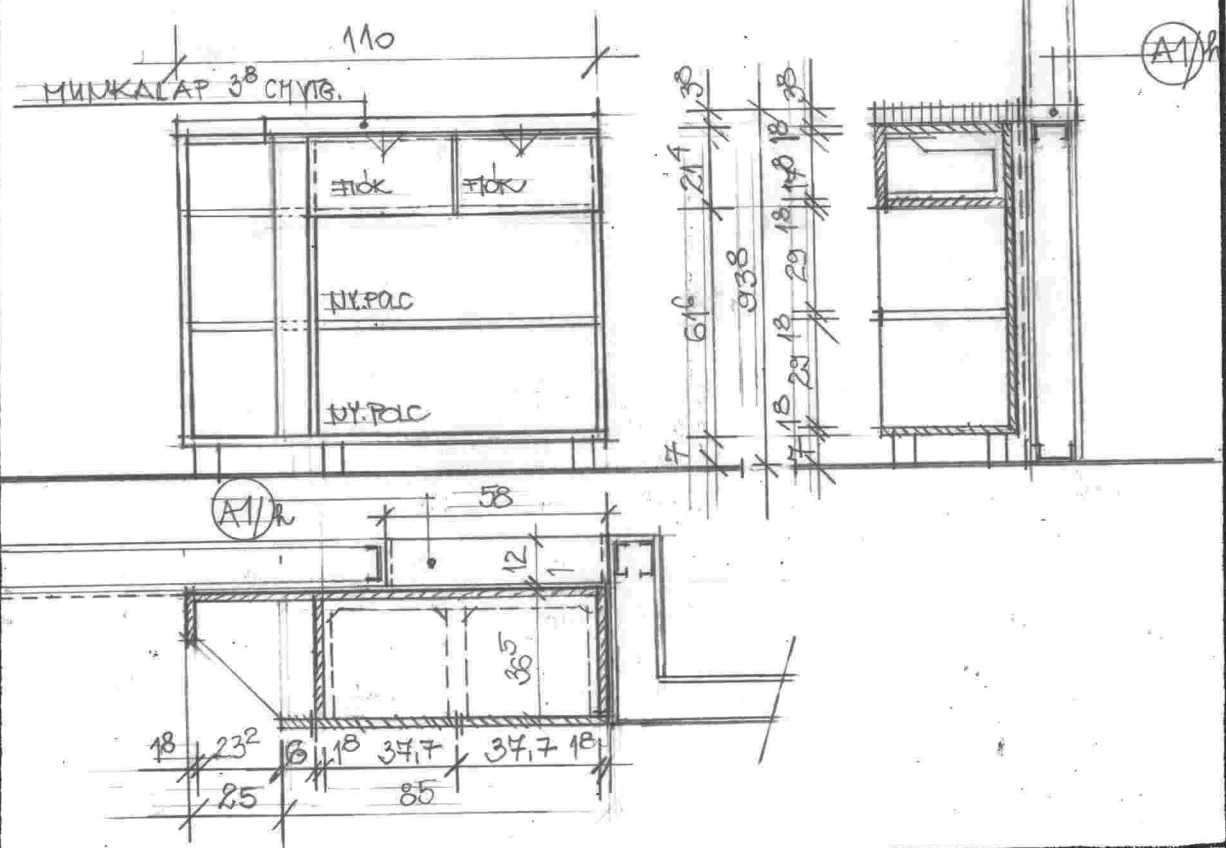 110
MUNKALAP 3⁸ CM VTG.
A1/h
FIÓK FIÓK
NY. POLC
NY. POLC
3⁸
21⁴
61⁶
7
93⁸
3⁸
1⁸
14⁸
1⁸
29
1⁸
29
1⁸
7
A1/h
58
12
1
36⁵
1⁸ 23² 6 1⁸ 37,7 37,7 1⁸
25 85